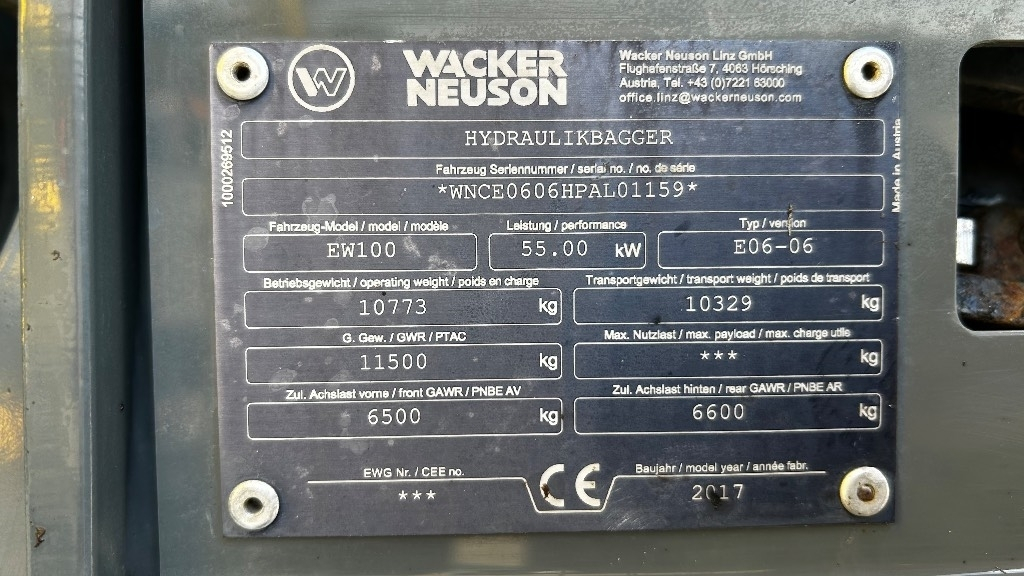 WACKER
NEUSON
Wacker Neuson Linz GmbH
Flughafenstraße 7, 4063 Hörsching
Austria, Tel. +43 (0)7221 63000
office.linz@wackerneuson.com
1000269512
HYDRAULIKBAGGER
Made in Austria
Fahrzeug Seriennummer / serial no. / no. de série
*WNCE0606HPAL01159*
Fahrzeug-Model / model / modèle Leistung / performance Typ / version
EW100 55.00 kW E06-06
Betriebsgewicht / operating weight / poids en charge Transportgewicht / transport weight / poids de transport
10773 kg 10329 kg
G. Gew. / GWR / PTAC Max. Nutzlast / max. payload / max. charge utile
11500 kg *** kg
Zul. Achslast vorne / front GAWR / PNBE AV Zul. Achslast hinten / rear GAWR / PNBE AR
6500 kg 6600 kg
EWG Nr. / CEE no. CE Baujahr / model year / année fabr.
*** 2017